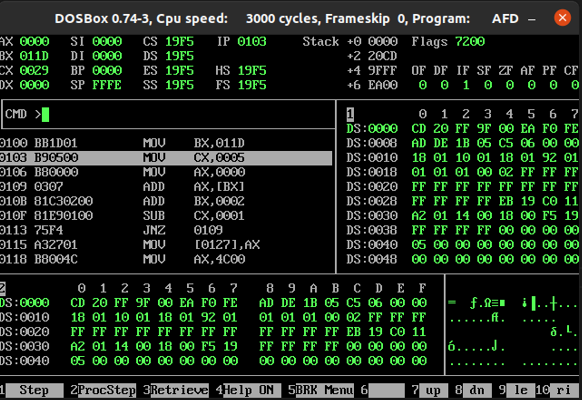 DOSBox 0.74-3, Cpu speed: 3000 cycles, Frameskip 0, Program: AFD
AX 0000 SI 0000 CS 19F5 IP 0103 Stack +0 0000 Flags 7200
BX 011D DI 0000 DS 19F5 +2 20CD
CX 0029 BP 0000 ES 19F5 HS 19F5 +4 9FFF OF DF IF SF ZF AF PF CF
DX 0000 SP FFFE SS 19F5 FS 19F5 +6 EA00 0 0 1 0 0 0 0 0
CMD > 1 0 1 2 3 4 5 6 7
DS:0000 CD 20 FF 9F 00 EA F0 FE
DS:0008 AD DE 1B 05 C5 06 00 00
0100 BB1D01 MOV BX,011D DS:0010 18 01 10 01 18 01 92 01
0103 B90500 MOV CX,0005 DS:0018 01 01 01 00 02 FF FF FF
0106 B80000 MOV AX,0000 DS:0020 FF FF FF FF FF FF FF FF
0109 0307 ADD AX,[BX] DS:0028 FF FF FF FF EB 19 C0 11
010B 81C30200 ADD BX,0002 DS:0030 A2 01 14 00 18 00 F5 19
010F 81E90100 SUB CX,0001 DS:0038 FF FF FF FF 00 00 00 00
0113 75F4 JNZ 0109 DS:0040 05 00 00 00 00 00 00 00
0115 A32701 MOV [0127],AX DS:0048 00 00 00 00 00 00 00 00
0118 B8004C MOV AX,4C00
2 0 1 2 3 4 5 6 7 8 9 A B C D E F
DS:0000 CD 20 FF 9F 00 EA F0 FE AD DE 1B 05 C5 06 00 00
DS:0010 18 01 10 01 18 01 92 01 01 01 01 00 02 FF FF FF
DS:0020 FF FF FF FF FF FF FF FF FF FF FF FF EB 19 C0 11
DS:0030 A2 01 14 00 18 00 F5 19 FF FF FF FF 00 00 00 00
DS:0040 05 00 00 00 00 00 00 00 00 00 00 00 00 00 00 00
1 Step 2 ProcStep 3 Retrieve 4 Help ON 5 BRK Menu 6 7 up 8 dn 9 le 10 ri